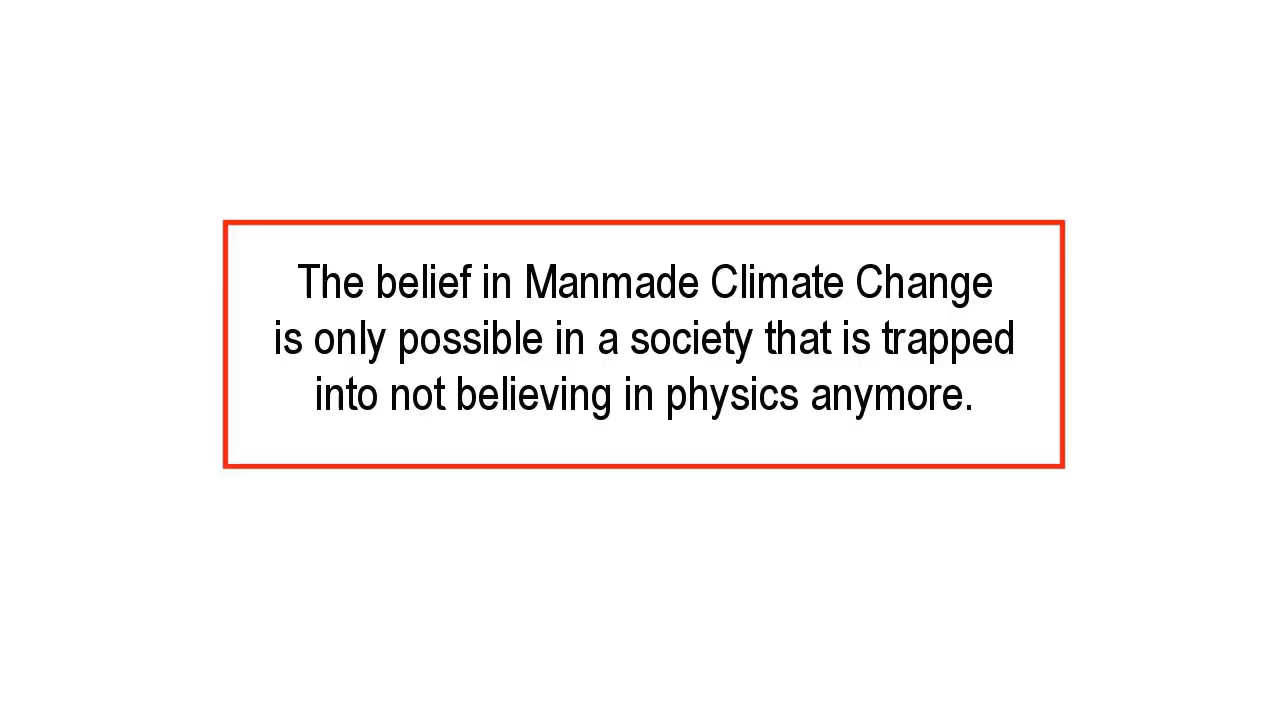 The belief in Manmade Climate Change
is only possible in a society that is trapped
into not believing in physics anymore.